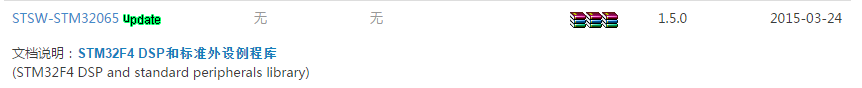 STSW-STM32065 update 无 无 1.5.0 2015-03-24
文档说明：STM32F4 DSP和标准外设例程库
(STM32F4 DSP and standard peripherals library)